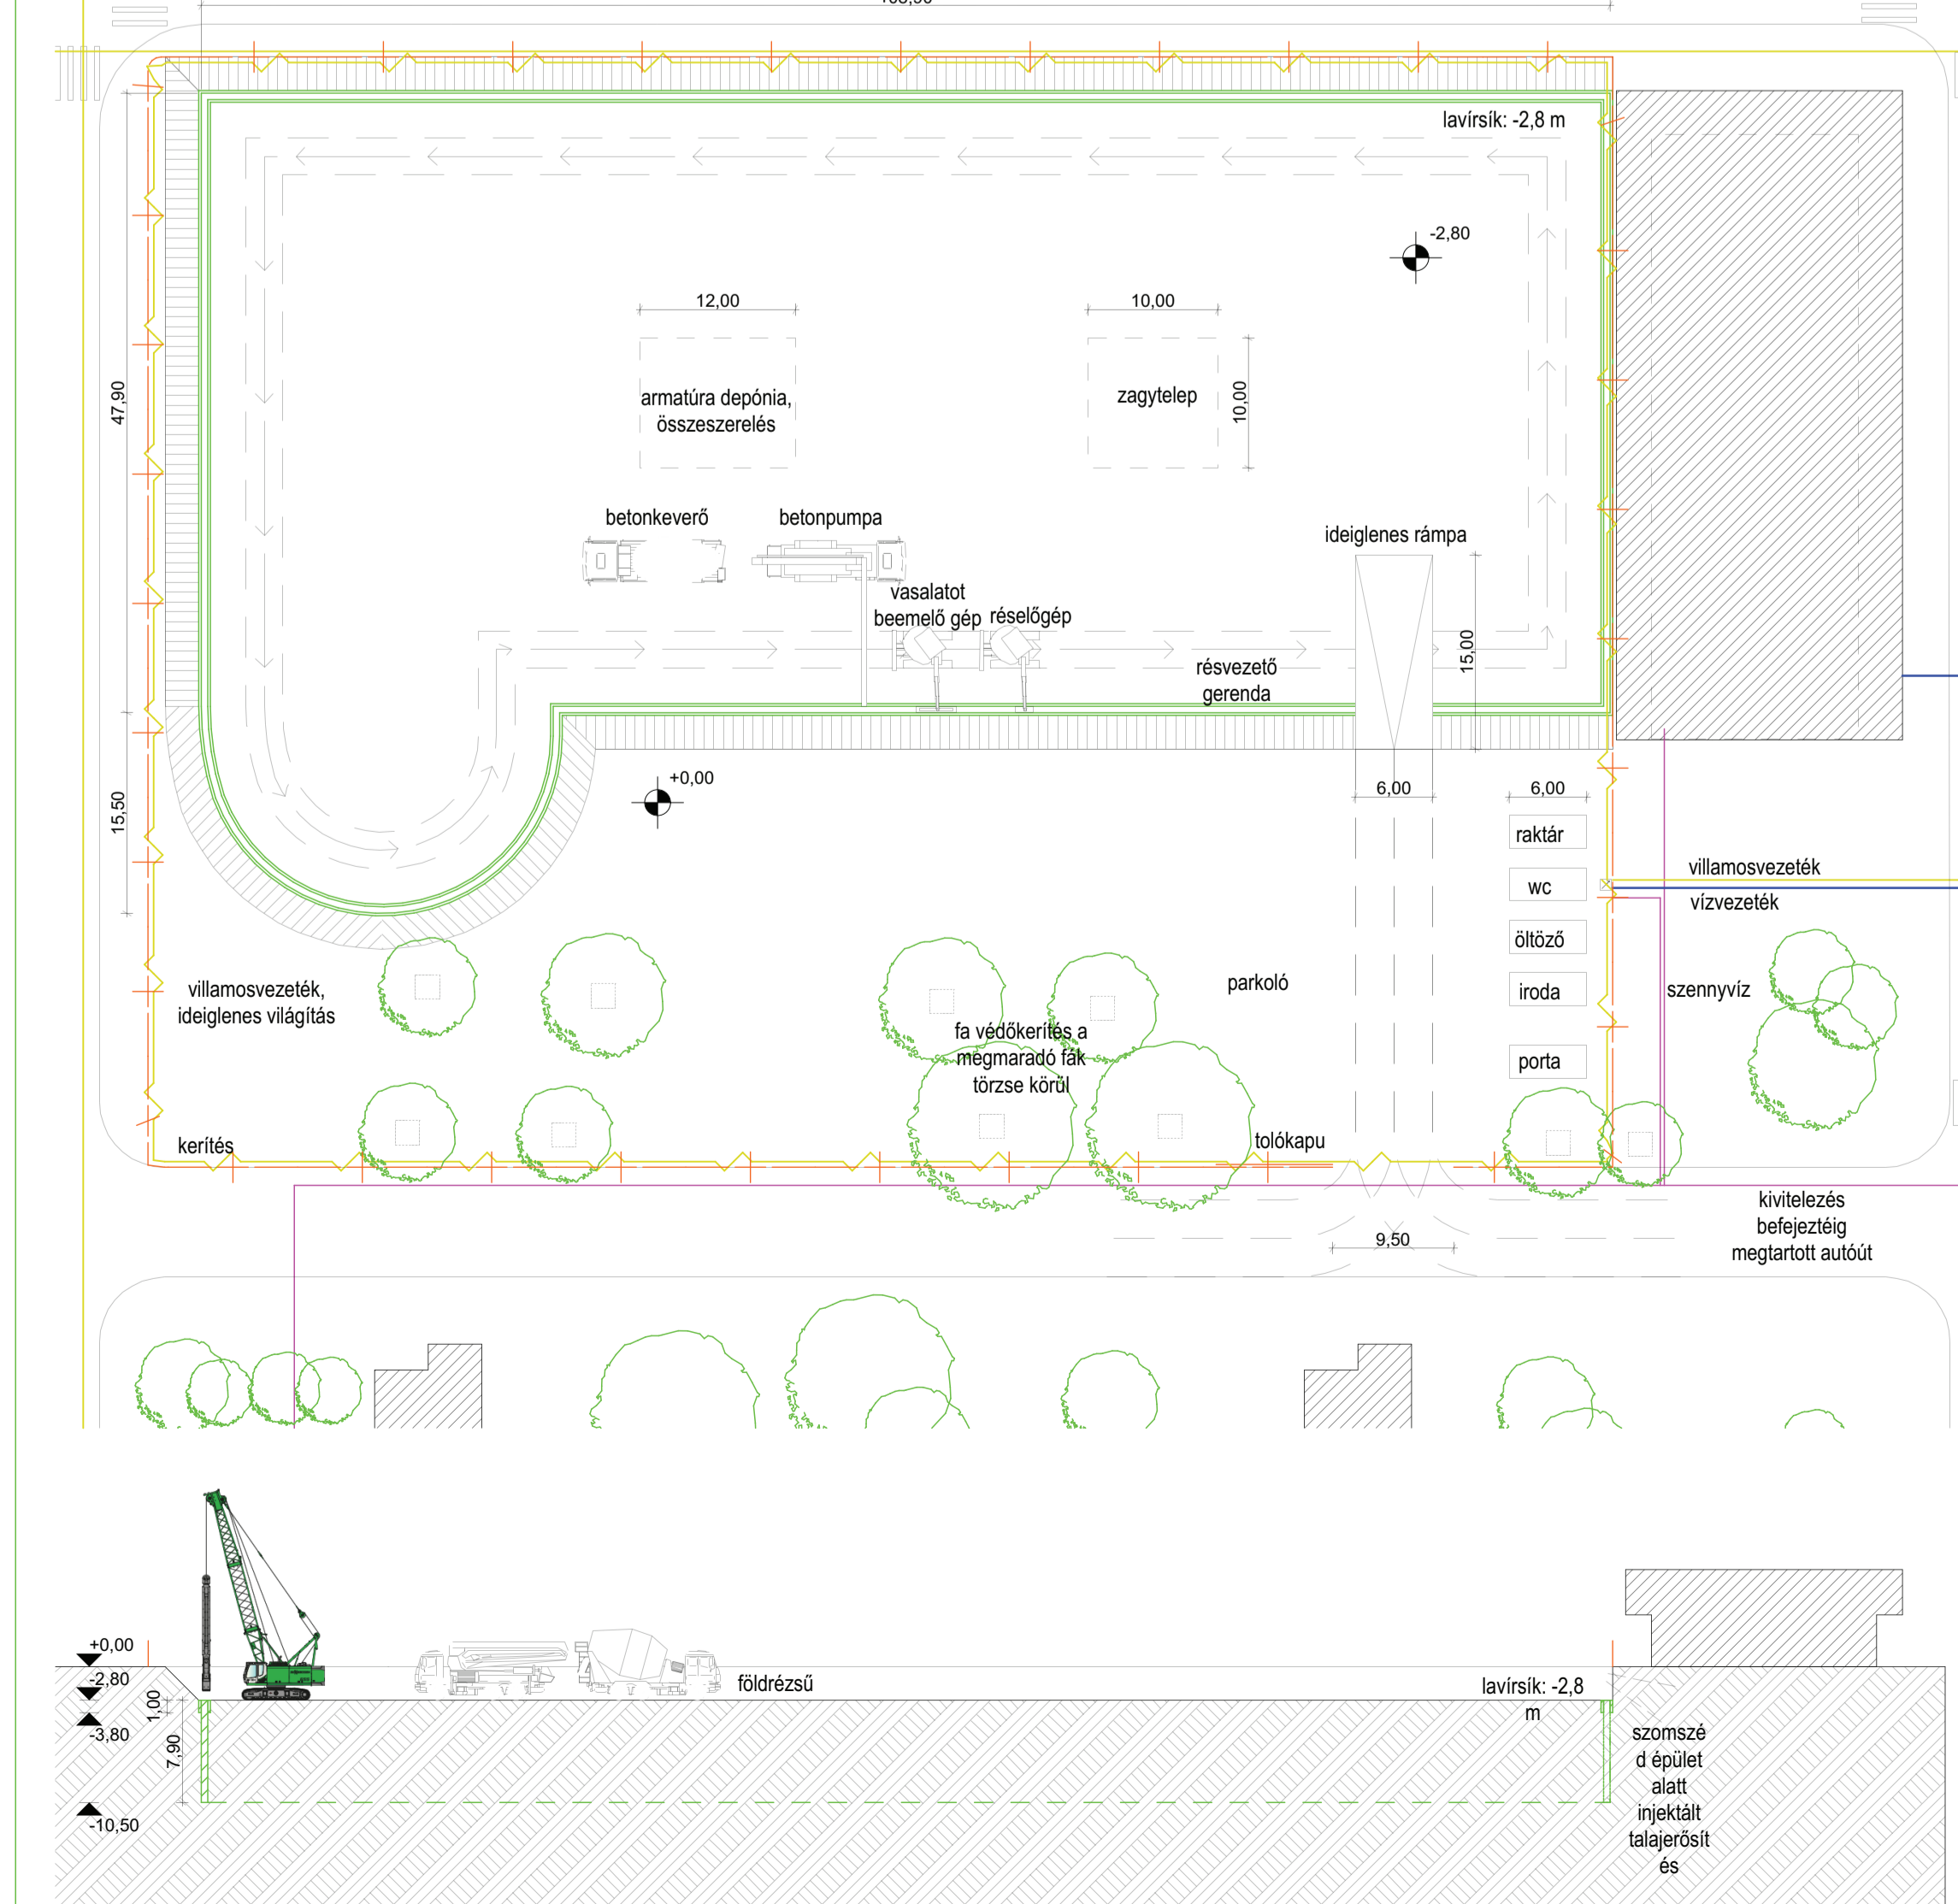 lavírsík: -2,8 m
-2,80
12,00
10,00
47,90
armatúra depónia,
összeszerelés
zagytelep
10,00
betonkeverő
betonpumpa
ideiglenes rámpa
vasalatot
beemelő gép
réselőgép
15,00
résvezető
gerenda
+0,00
6,00
6,00
15,50
raktár
villamosvezeték
wc
vízvezeték
öltöző
villamosvezeték,
ideiglenes világítás
parkoló
iroda
szennyvíz
fa védőkerítés a
megmaradó fák
törzse körül
porta
kerítés
tolókapu
kivitelezés
befejeztéig
megtartott autóút
9,50
+0,00
-2,80
1,00
-3,80
7,90
-10,50
földrézsű
lavírsík: -2,8
m
szomszé
d épület
alatt
injektált
talajerősít
és